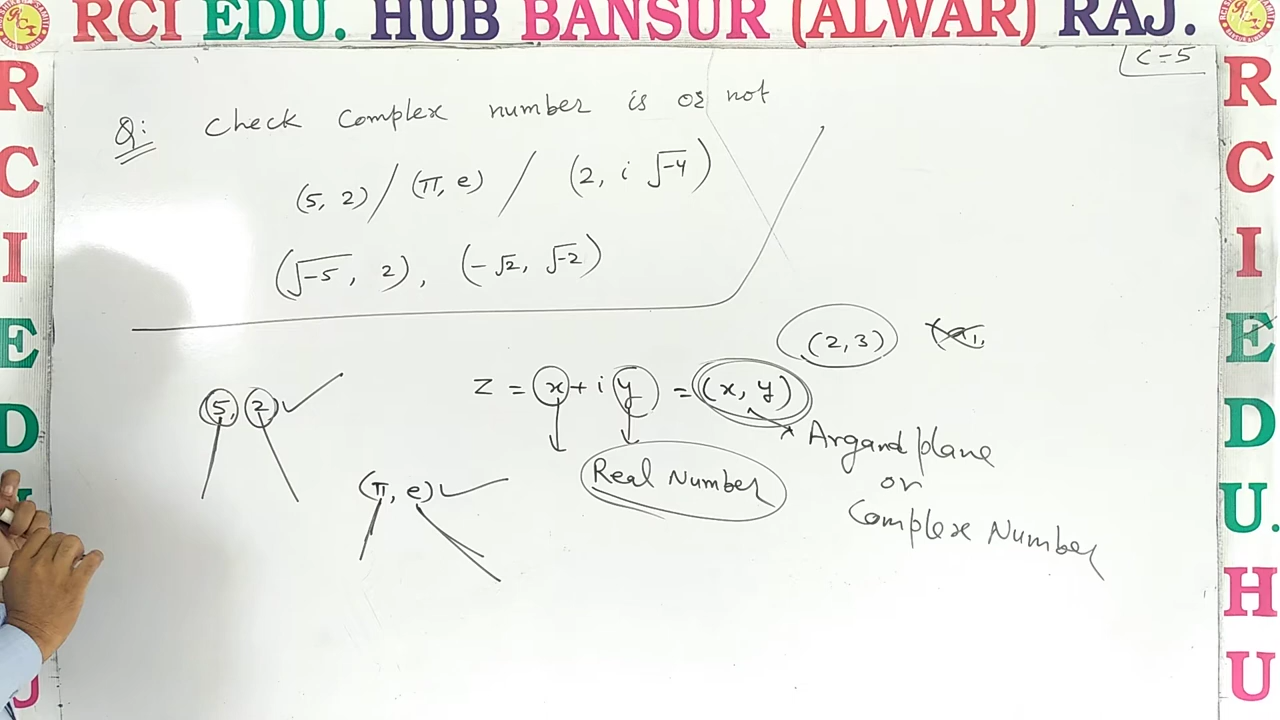 RCI EDU. HUB BANSUR (ALWAR) RAJ.
C=5
Q: Check Complex number is or not
(5, 2) / (π, e) / (2, i √-4)
(√-5, 2), (-√2, √-2)
(2,3)
Z = x + i y = (x, y)
(5, 2) ✓
Argand plane
or
Complex Number
Real Number
(π, e) ✓
R
C
I
E
D
U
R
C
I
E
D
U.
H
U